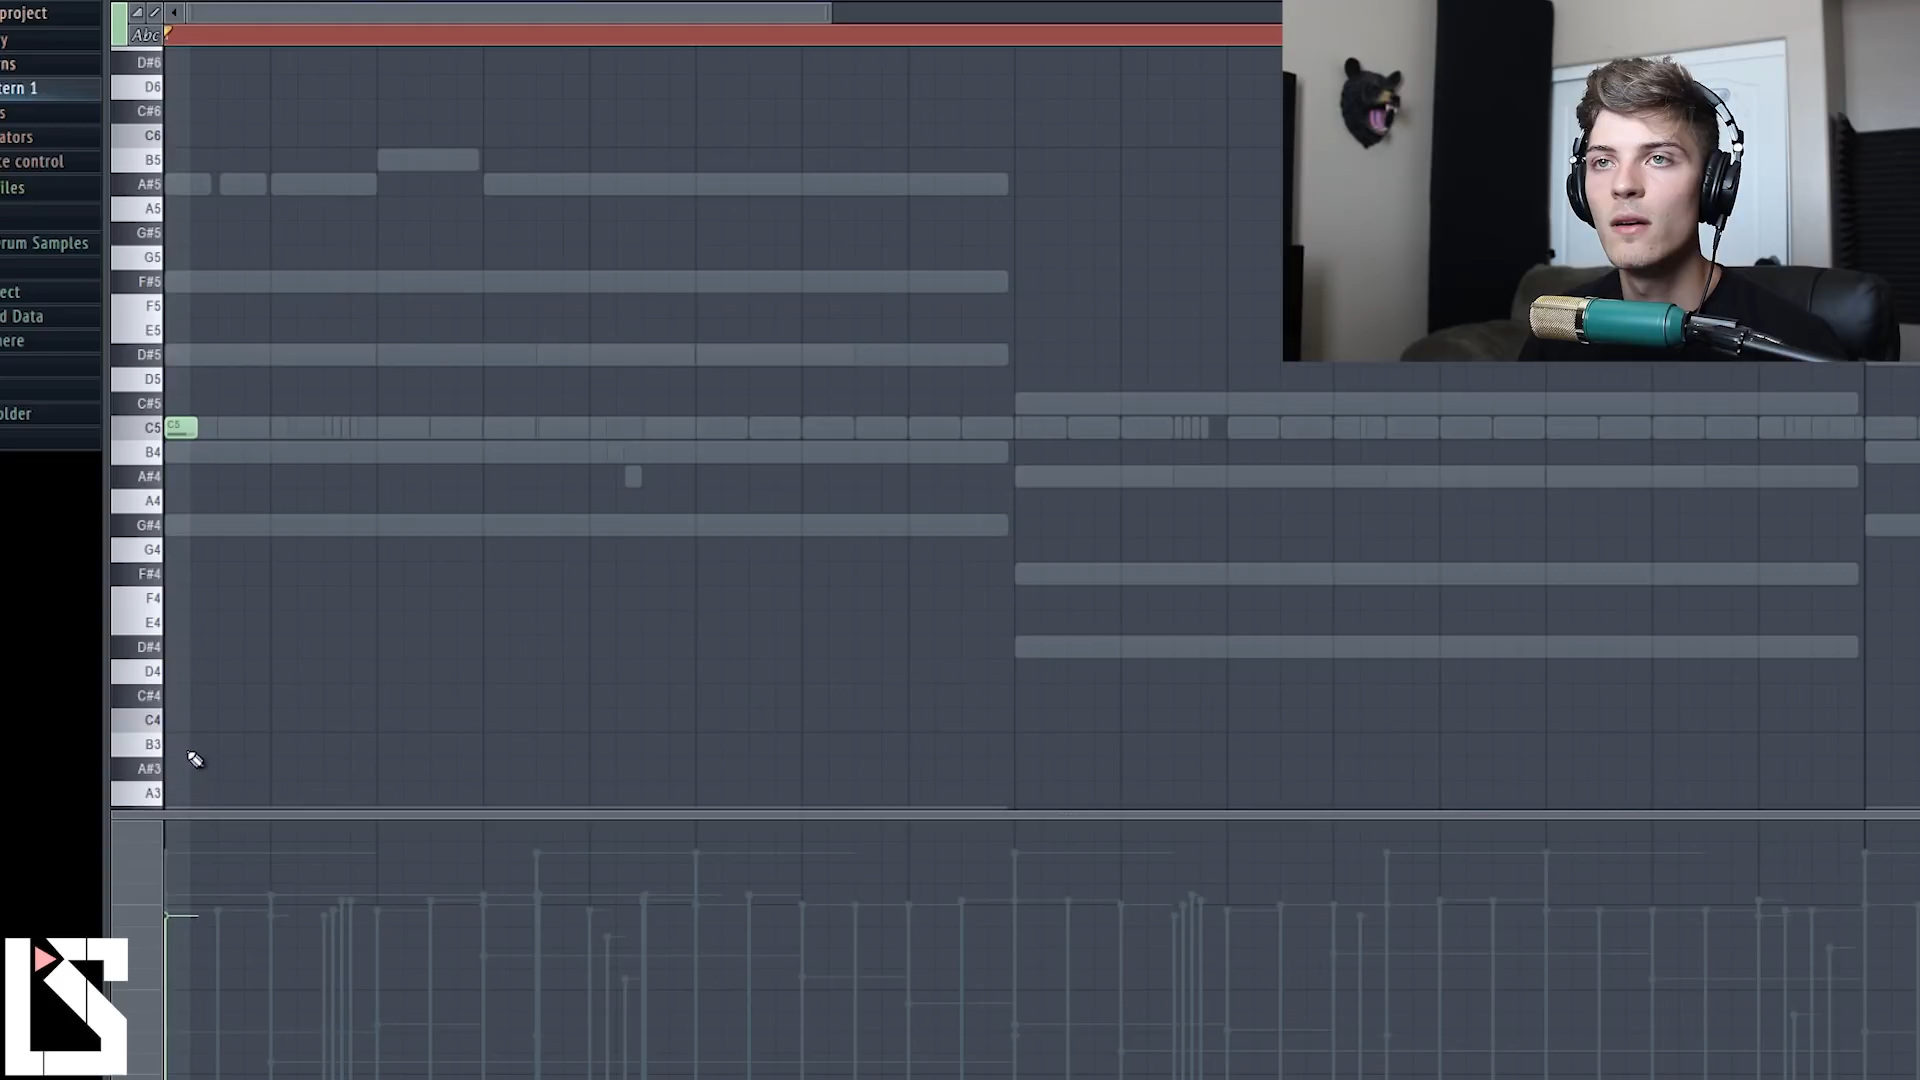 project
y
ns
tern 1
s
ators
te control
iles
rum Samples
ect
d Data
here
older
Abc
D#6
D6
C#6
C6
B5
A#5
A5
G#5
G5
F#5
F5
E5
D#5
D5
C#5
C5
C5
B4
A#4
A4
G#4
G4
F#4
F4
E4
D#4
D4
C#4
C4
B3
A#3
A3
LS